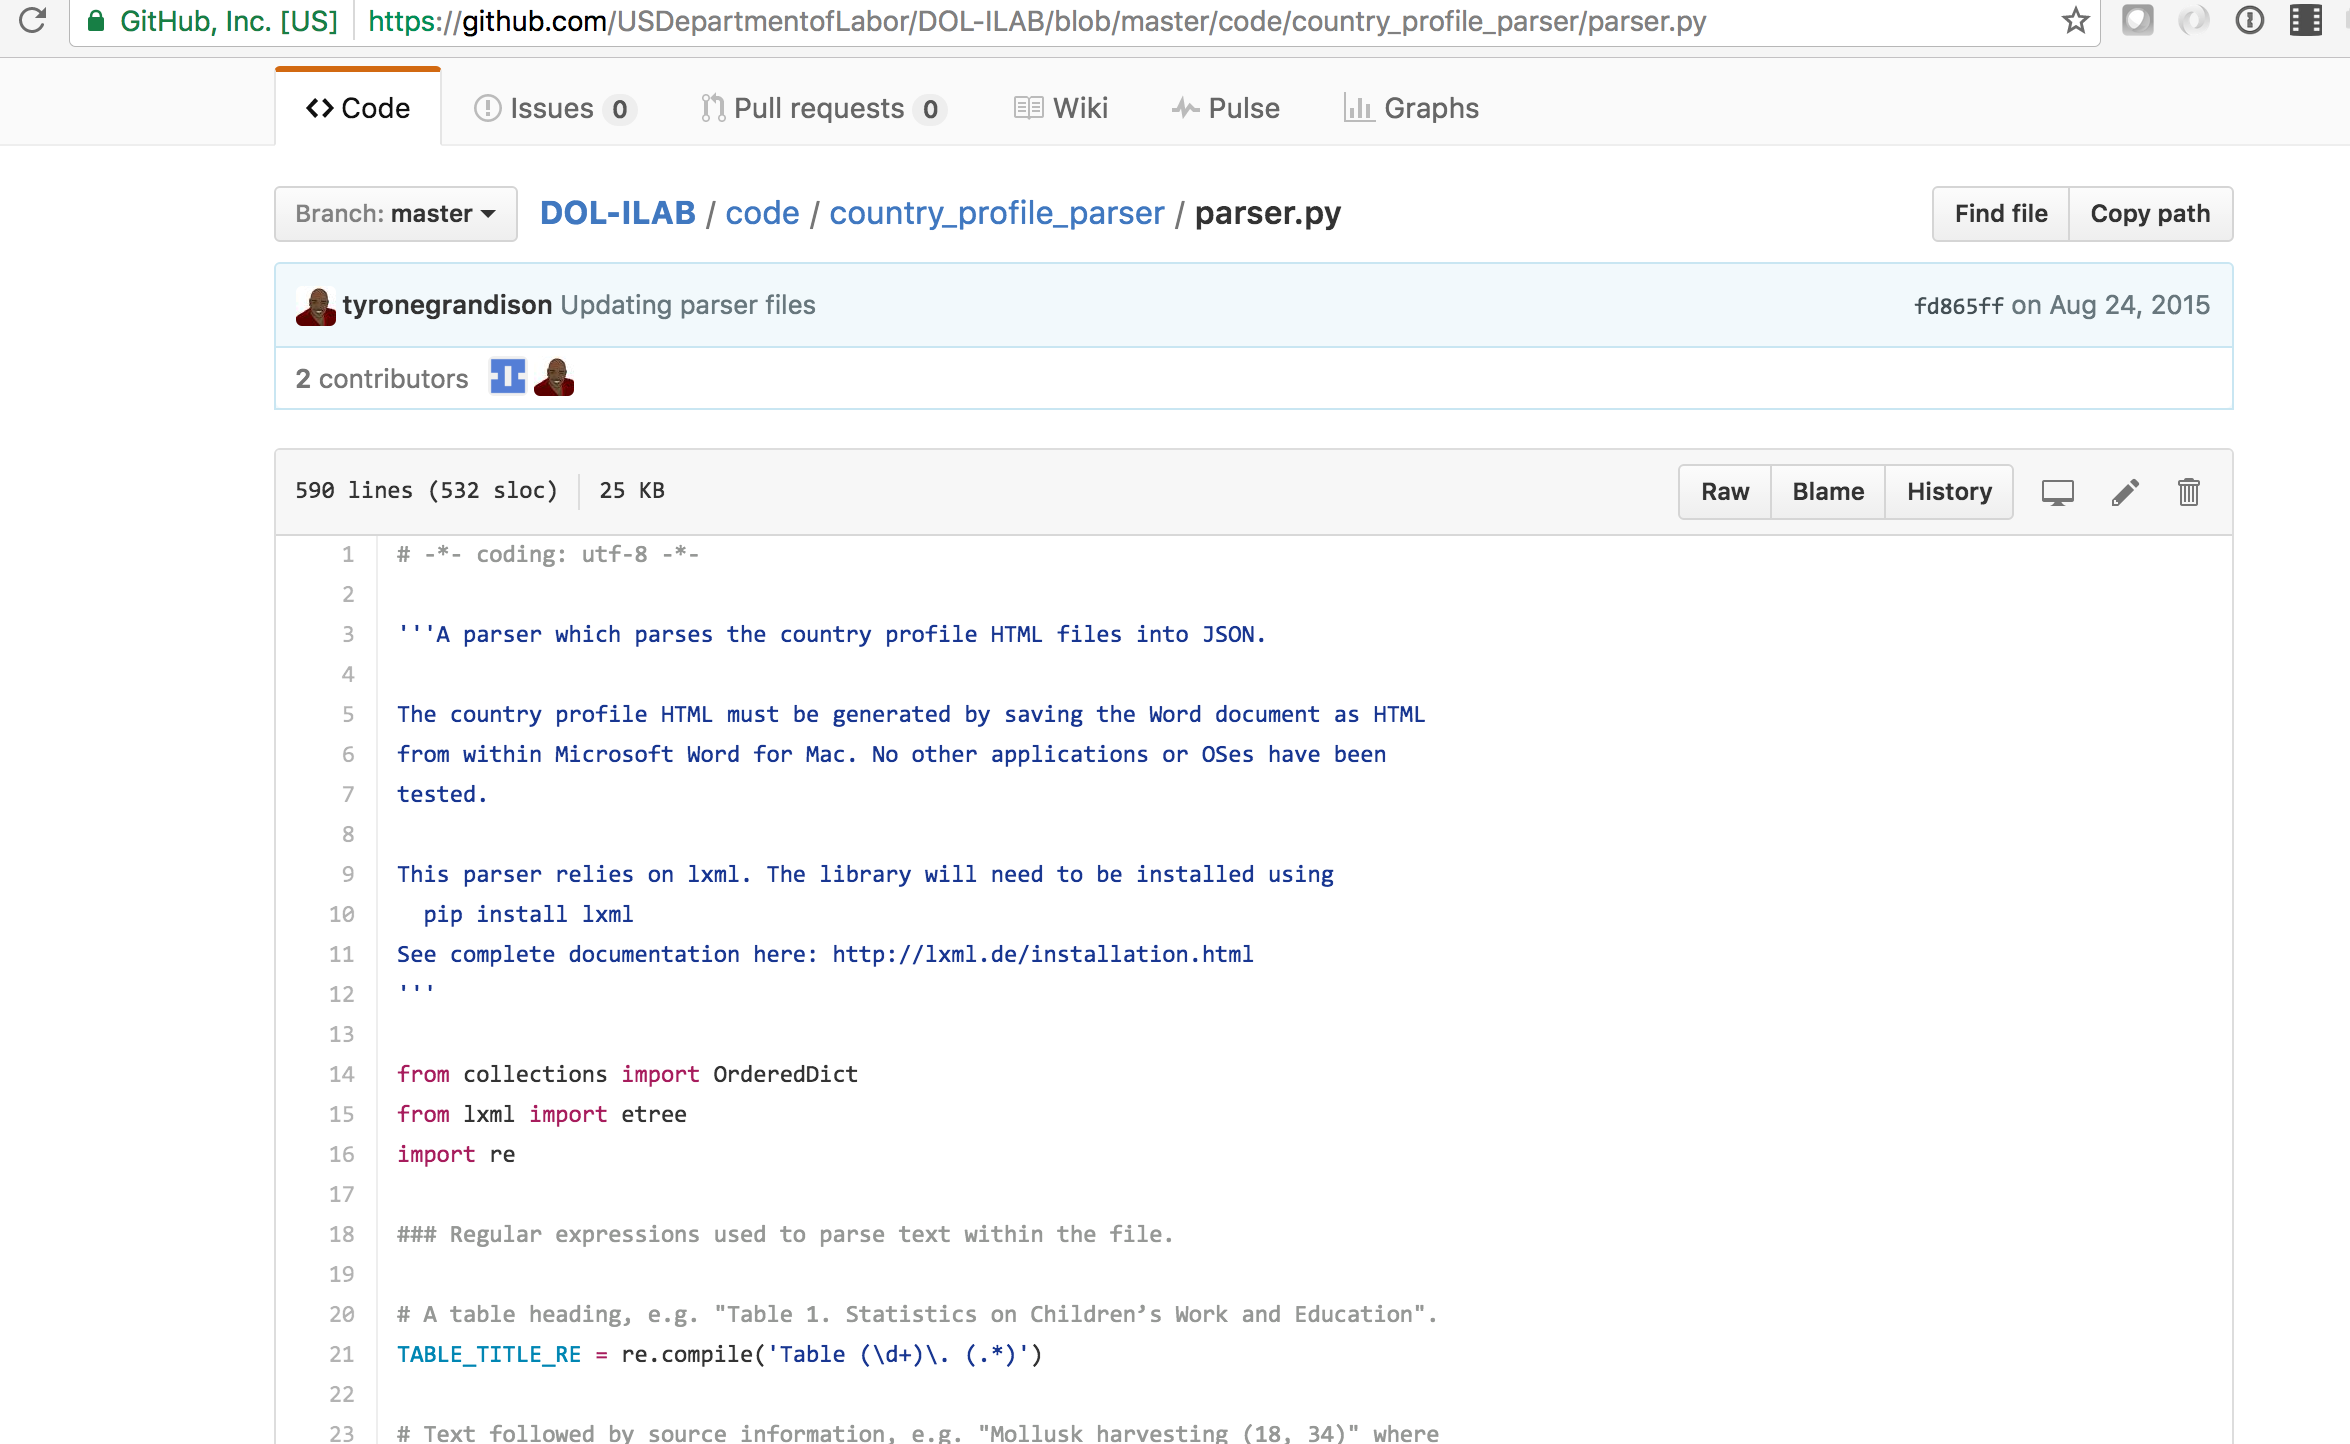 GitHub, Inc. [US] https://github.com/USDepartmentofLabor/DOL-ILAB/blob/master/code/country_profile_parser/parser.py
Code Issues 0 Pull requests 0 Wiki Pulse Graphs
Branch: master DOL-ILAB / code / country_profile_parser / parser.py Find file Copy path
tyronegrandison Updating parser files fd865ff on Aug 24, 2015
2 contributors
590 lines (532 sloc) 25 KB Raw Blame History
1 # -*- coding: utf-8 -*-
2
3 '''A parser which parses the country profile HTML files into JSON.
4
5 The country profile HTML must be generated by saving the Word document as HTML
6 from within Microsoft Word for Mac. No other applications or OSes have been
7 tested.
8
9 This parser relies on lxml. The library will need to be installed using
10   pip install lxml
11 See complete documentation here: http://lxml.de/installation.html
12 '''
13
14 from collections import OrderedDict
15 from lxml import etree
16 import re
17
18 ### Regular expressions used to parse text within the file.
19
20 # A table heading, e.g. "Table 1. Statistics on Children’s Work and Education".
21 TABLE_TITLE_RE = re.compile('Table (\d+)\. (.*)')
22
23 # Text followed by source information, e.g. "Mollusk harvesting (18, 34)" where